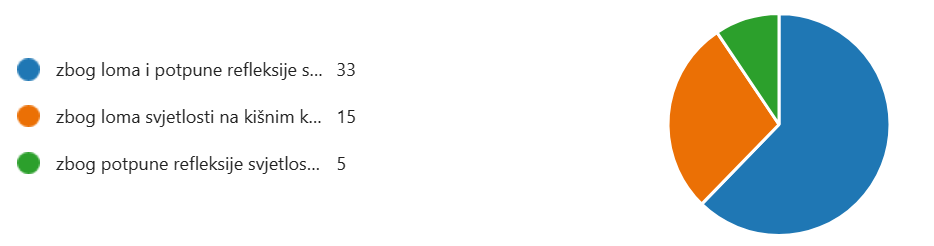 zbog loma i potpune refleksije s... 33
zbog loma svjetlosti na kišnim k... 15
zbog potpune refleksije svjetlos... 5